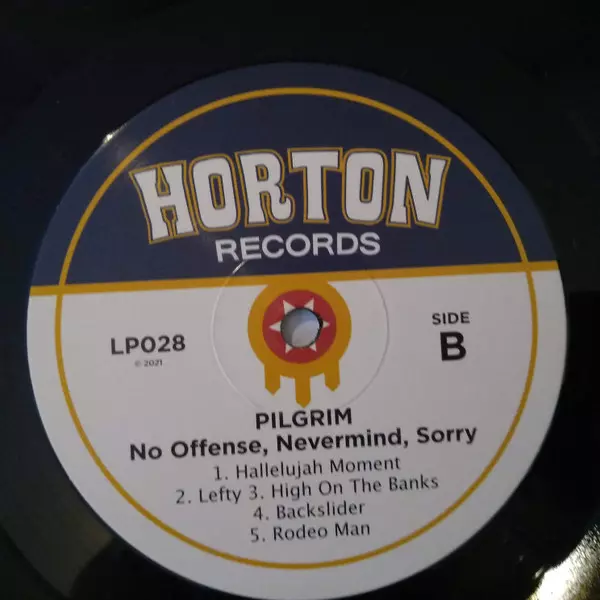 HORTON
RECORDS
LP028
© 2021
SIDE
B
PILGRIM
No Offense, Nevermind, Sorry
1. Hallelujah Moment
2. Lefty 3. High On The Banks
4. Backslider
5. Rodeo Man